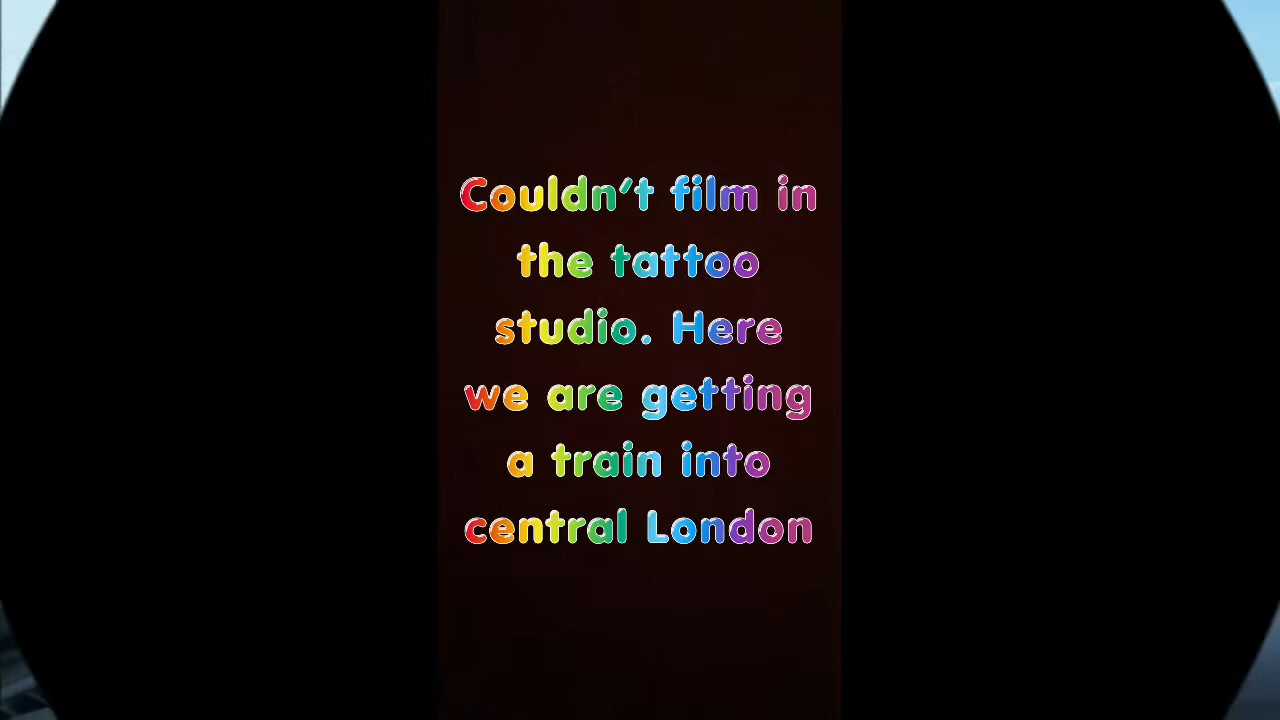 Couldn't film in
the tattoo
studio. Here
we are getting
a train into
central London